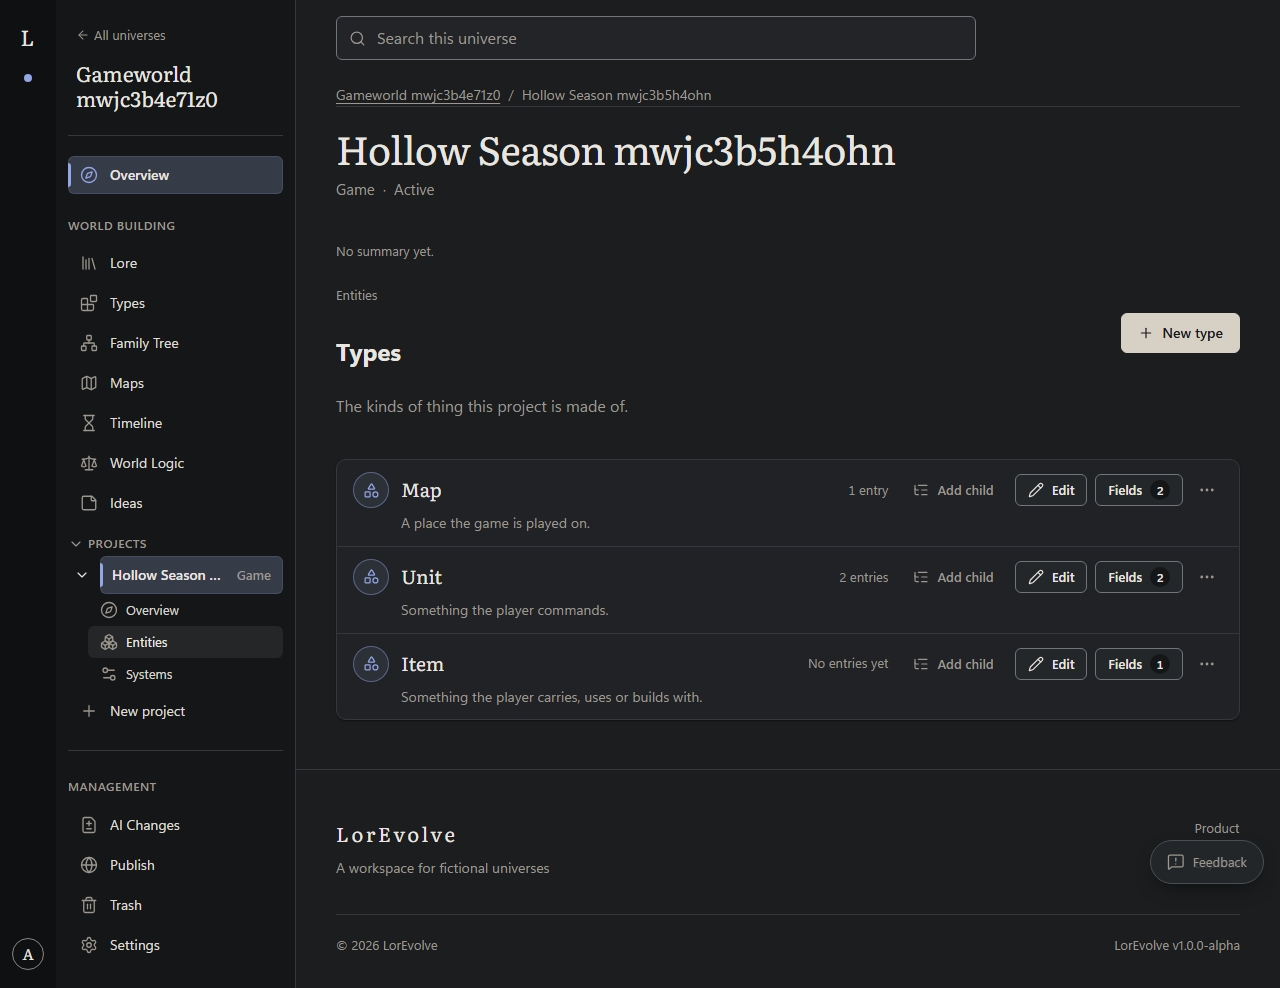 L
All universes
Gameworld
mwjc3b4e71z0
Overview
WORLD BUILDING
Lore
Types
Family Tree
Maps
Timeline
World Logic
Ideas
PROJECTS
Hollow Season ... Game
Overview
Entities
Systems
New project
MANAGEMENT
AI Changes
Publish
Trash
Settings
A
Search this universe
Gameworld mwjc3b4e71z0 / Hollow Season mwjc3b5h4ohn
Hollow Season mwjc3b5h4ohn
Game · Active
No summary yet.
Entities
New type
Types
The kinds of thing this project is made of.
Map 1 entry Add child Edit Fields 2 ...
A place the game is played on.
Unit 2 entries Add child Edit Fields 2 ...
Something the player commands.
Item No entries yet Add child Edit Fields 1 ...
Something the player carries, uses or builds with.
LorEvolve
A workspace for fictional universes
Product
Feedback
© 2026 LorEvolve
LorEvolve v1.0.0-alpha